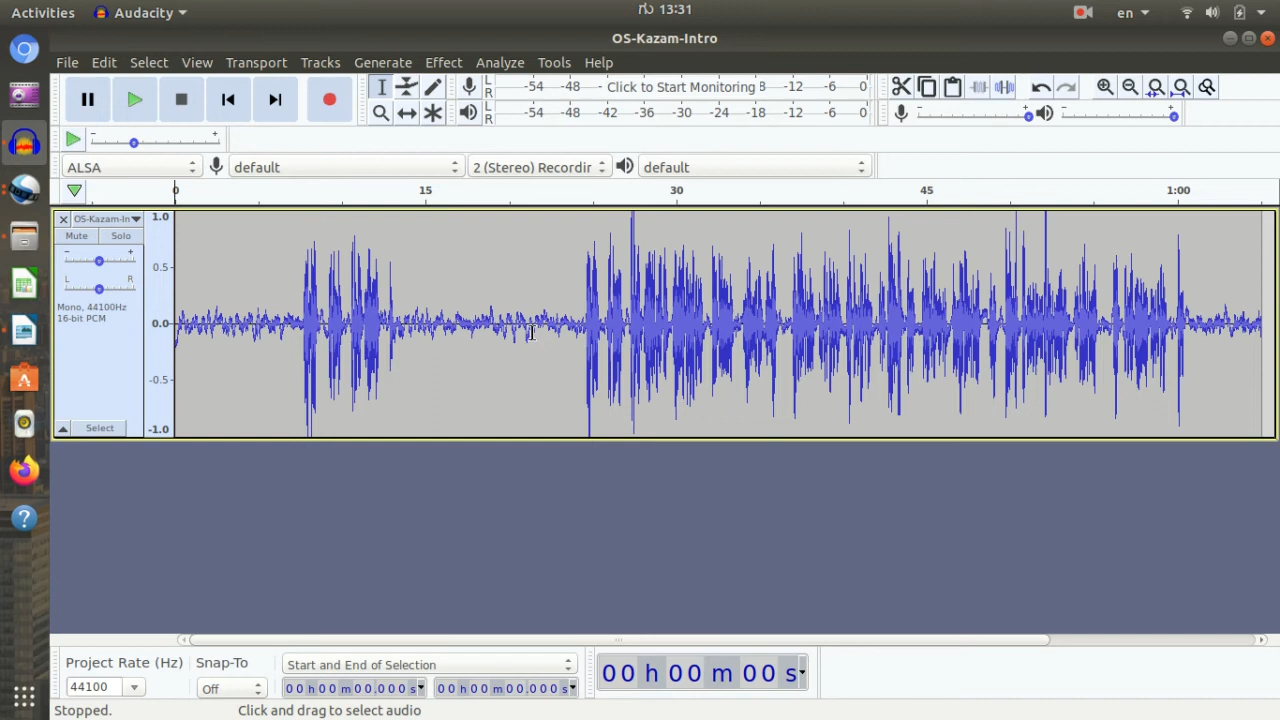 Activities Audacity ர 13:31 en
OS-Kazam-Intro
File Edit Select View Transport Tracks Generate Effect Analyze Tools Help
L R -54 -48 - Click to Start Monitoring -12 -6 0
L R -54 -48 -42 -36 -30 -24 -18 -12 -6 0
- +
ALSA default 2 (Stereo) Recordir default
0 15 30 45 1:00
OS-Kazam-In
Mute Solo
- +
L R
Mono, 44100Hz
16-bit PCM
Select
1.0
0.5
0.0
-0.5
-1.0
Project Rate (Hz) Snap-To Start and End of Selection
44100 Off 00 h 00 m 00.000 s 00 h 00 m 00.000 s
00 h 00 m 00 s
Stopped. Click and drag to select audio